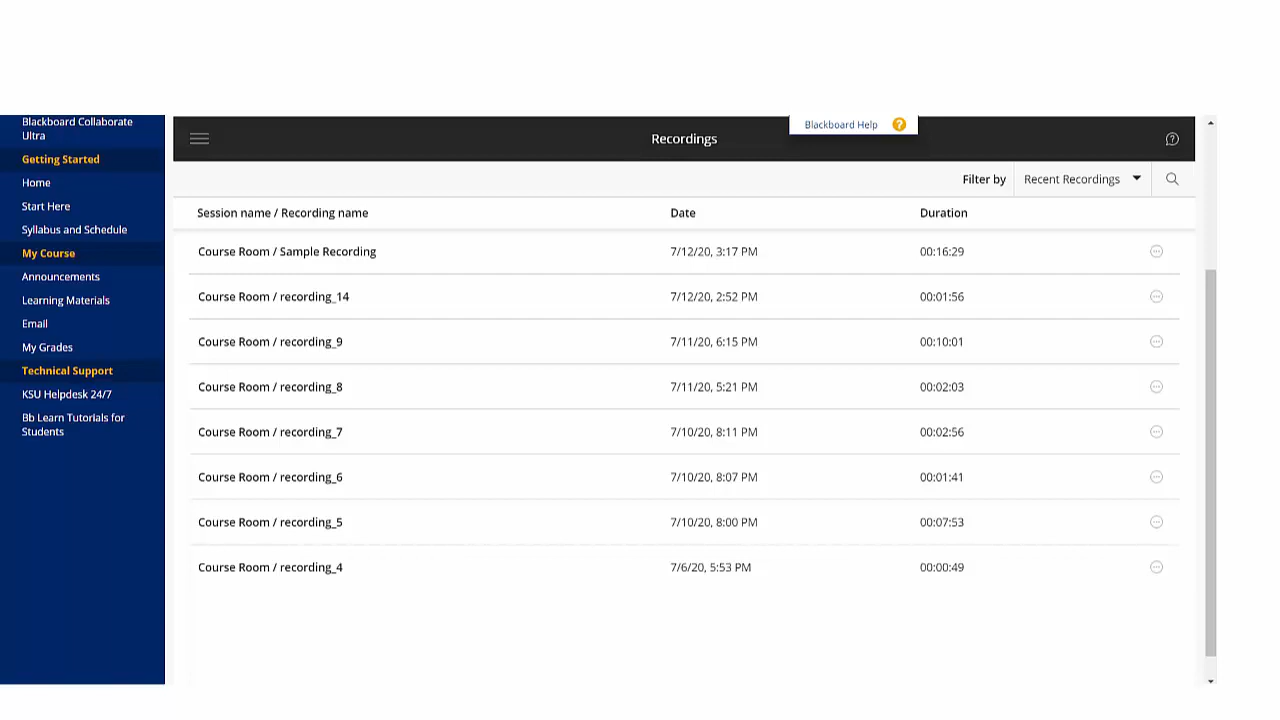 Blackboard Collaborate
Ultra
Getting Started
Home
Start Here
Syllabus and Schedule
My Course
Announcements
Learning Materials
Email
My Grades
Technical Support
KSU Helpdesk 24/7
Bb Learn Tutorials for
Students
Recordings
Blackboard Help ?
Filter by Recent Recordings
Session name / Recording name Date Duration
Course Room / Sample Recording 7/12/20, 3:17 PM 00:16:29
Course Room / recording_14 7/12/20, 2:52 PM 00:01:56
Course Room / recording_9 7/11/20, 6:15 PM 00:10:01
Course Room / recording_8 7/11/20, 5:21 PM 00:02:03
Course Room / recording_7 7/10/20, 8:11 PM 00:02:56
Course Room / recording_6 7/10/20, 8:07 PM 00:01:41
Course Room / recording_5 7/10/20, 8:00 PM 00:07:53
Course Room / recording_4 7/6/20, 5:53 PM 00:00:49